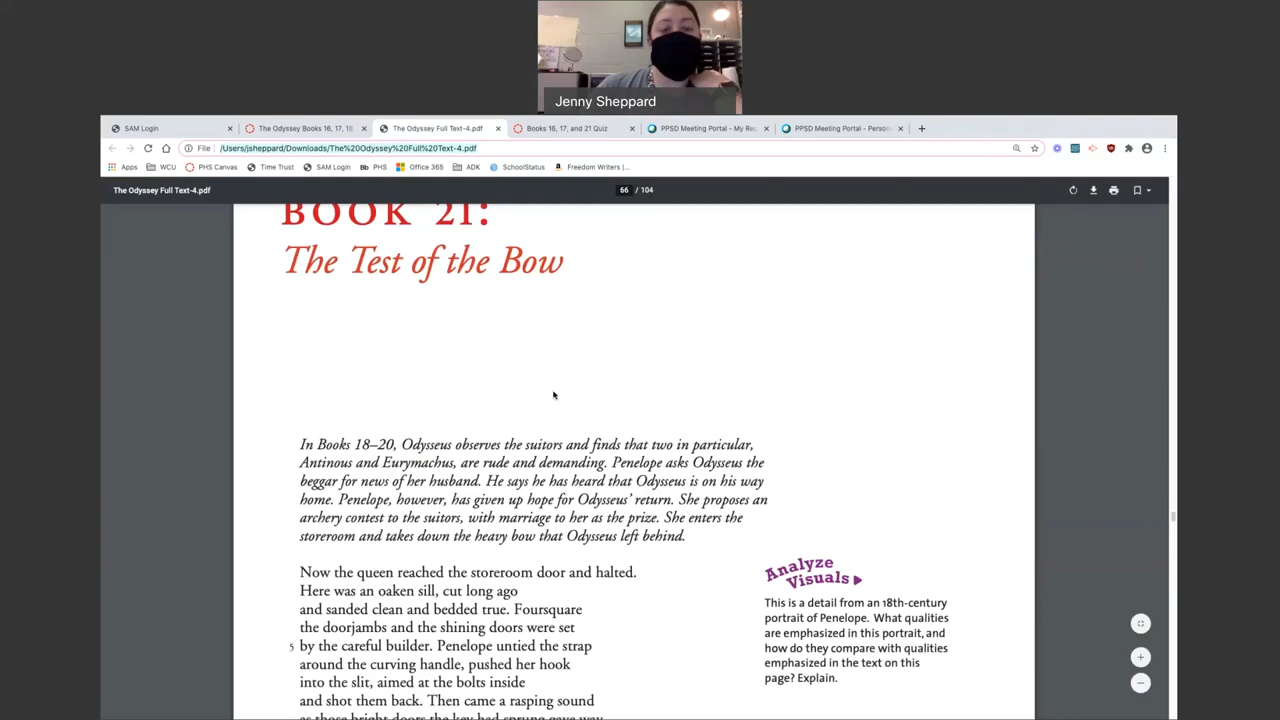 Jenny Sheppard
SAM Login
The Odyssey Books 16, 17, 18,
The Odyssey Full Text-4.pdf
Books 16, 17, and 21 Quiz
PPSD Meeting Portal - My Rec
PPSD Meeting Portal - Person
File
/Users/jsheppard/Downloads/The%20Odyssey%20Full%20Text-4.pdf
Apps WCU PHS Canvas Time Trust SAM Login Bb PHS Office 365 ADK SchoolStatus Freedom Writers |...
The Odyssey Full Text-4.pdf
66 / 104
BOOK 21:
The Test of the Bow
In Books 18–20, Odysseus observes the suitors and finds that two in particular,
Antinous and Eurymachus, are rude and demanding. Penelope asks Odysseus the
beggar for news of her husband. He says he has heard that Odysseus is on his way
home. Penelope, however, has given up hope for Odysseus' return. She proposes an
archery contest to the suitors, with marriage to her as the prize. She enters the
storeroom and takes down the heavy bow that Odysseus left behind.
Now the queen reached the storeroom door and halted.
Here was an oaken sill, cut long ago
and sanded clean and bedded true. Foursquare
the doorjambs and the shining doors were set
5 by the careful builder. Penelope untied the strap
around the curving handle, pushed her hook
into the slit, aimed at the bolts inside
and shot them back. Then came a rasping sound
as those bright doors the key had sprung gave way
Analyze
Visuals
This is a detail from an 18th-century
portrait of Penelope. What qualities
are emphasized in this portrait, and
how do they compare with qualities
emphasized in the text on this
page? Explain.